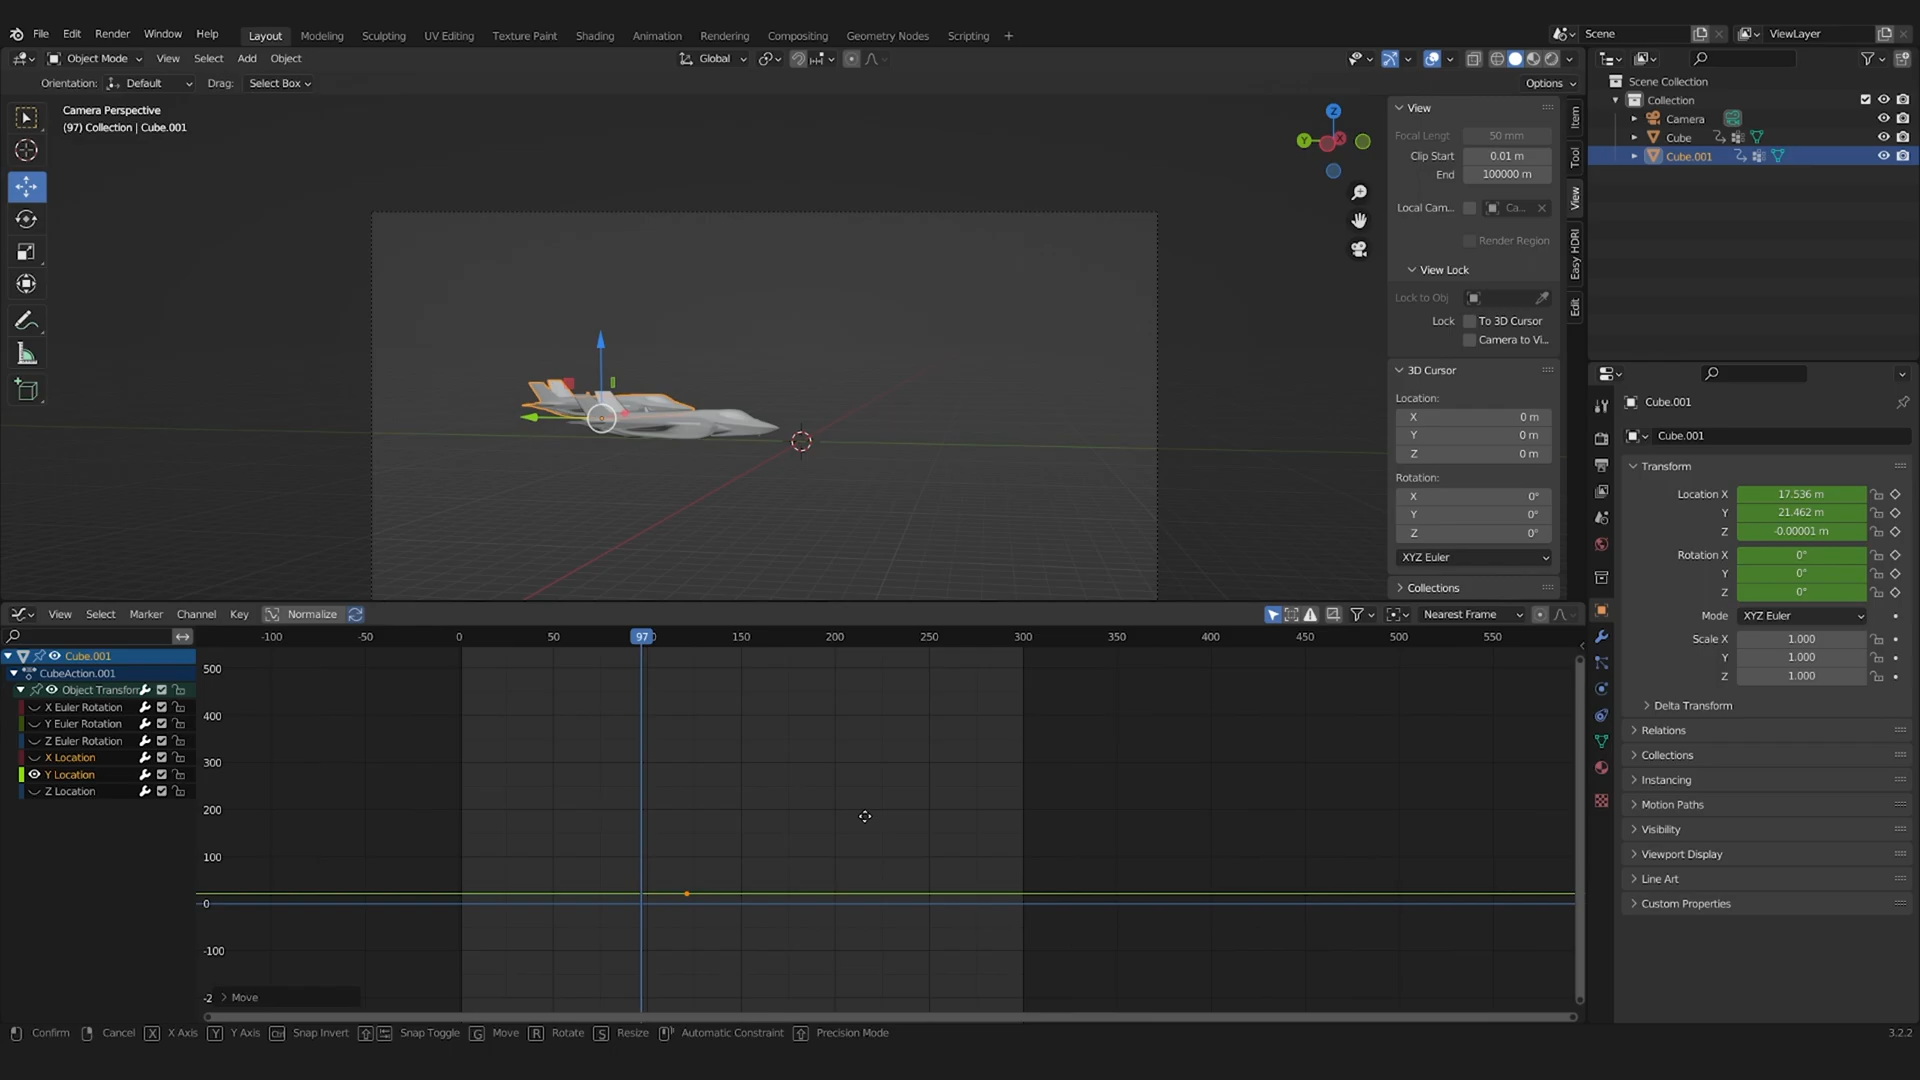 File Edit Render Window Help Layout Modeling Sculpting UV Editing Texture Paint Shading Animation Rendering Compositing Geometry Nodes Scripting + Scene ViewLayer
Object Mode View Select Add Object Global
Orientation: Default Drag: Select Box Options
Camera Perspective
(97) Collection | Cube.001
Z
Y
X
View
Focal Lengt 50 mm
Clip Start 0.01 m
End 100000 m
Local Cam... Ca...
Render Region
View Lock
Lock to Obj
Lock To 3D Cursor
Camera to Vi...
3D Cursor
Location:
X 0 m
Y 0 m
Z 0 m
Rotation:
X 0°
Y 0°
Z 0°
XYZ Euler
Collections
Item
Tool
View
Easy HDRI
Edit
Scene Collection
Collection
Camera
Cube
Cube.001
Cube.001
Cube.001
Transform
Location X 17.536 m
Y 21.462 m
Z -0.00001 m
Rotation X 0°
Y 0°
Z 0°
Mode XYZ Euler
Scale X 1.000
Y 1.000
Z 1.000
Delta Transform
Relations
Collections
Instancing
Motion Paths
Visibility
Viewport Display
Line Art
Custom Properties
View Select Marker Channel Key Normalize Nearest Frame
-100 -50 0 50 97 150 200 250 300 350 400 450 500 550
Cube.001
CubeAction.001
Object Transforr
X Euler Rotation
Y Euler Rotation
Z Euler Rotation
X Location
Y Location
Z Location
500
400
300
200
100
0
-100
-2 Move
Confirm Cancel X X Axis Y Y Axis Ctrl Snap Invert Snap Toggle G Move R Rotate S Resize Automatic Constraint Precision Mode 3.2.2